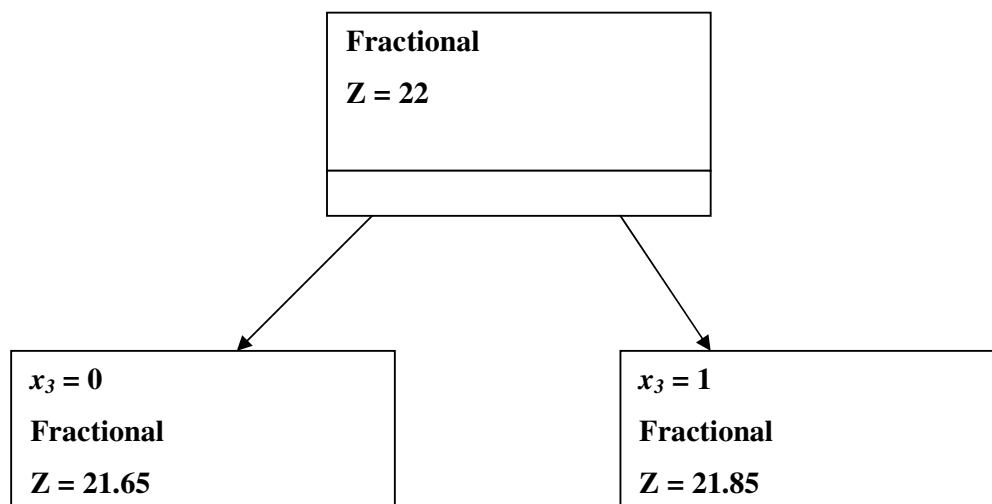 Fractional
Z = 22
x₃ = 0
Fractional
Z = 21.65
x₃ = 1
Fractional
Z = 21.85